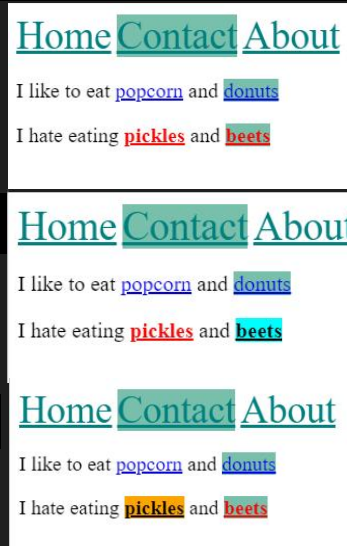 Home Contact About
I like to eat popcorn and donuts
I hate eating pickles and beets
Home Contact About
I like to eat popcorn and donuts
I hate eating pickles and beets
Home Contact About
I like to eat popcorn and donuts
I hate eating pickles and beets